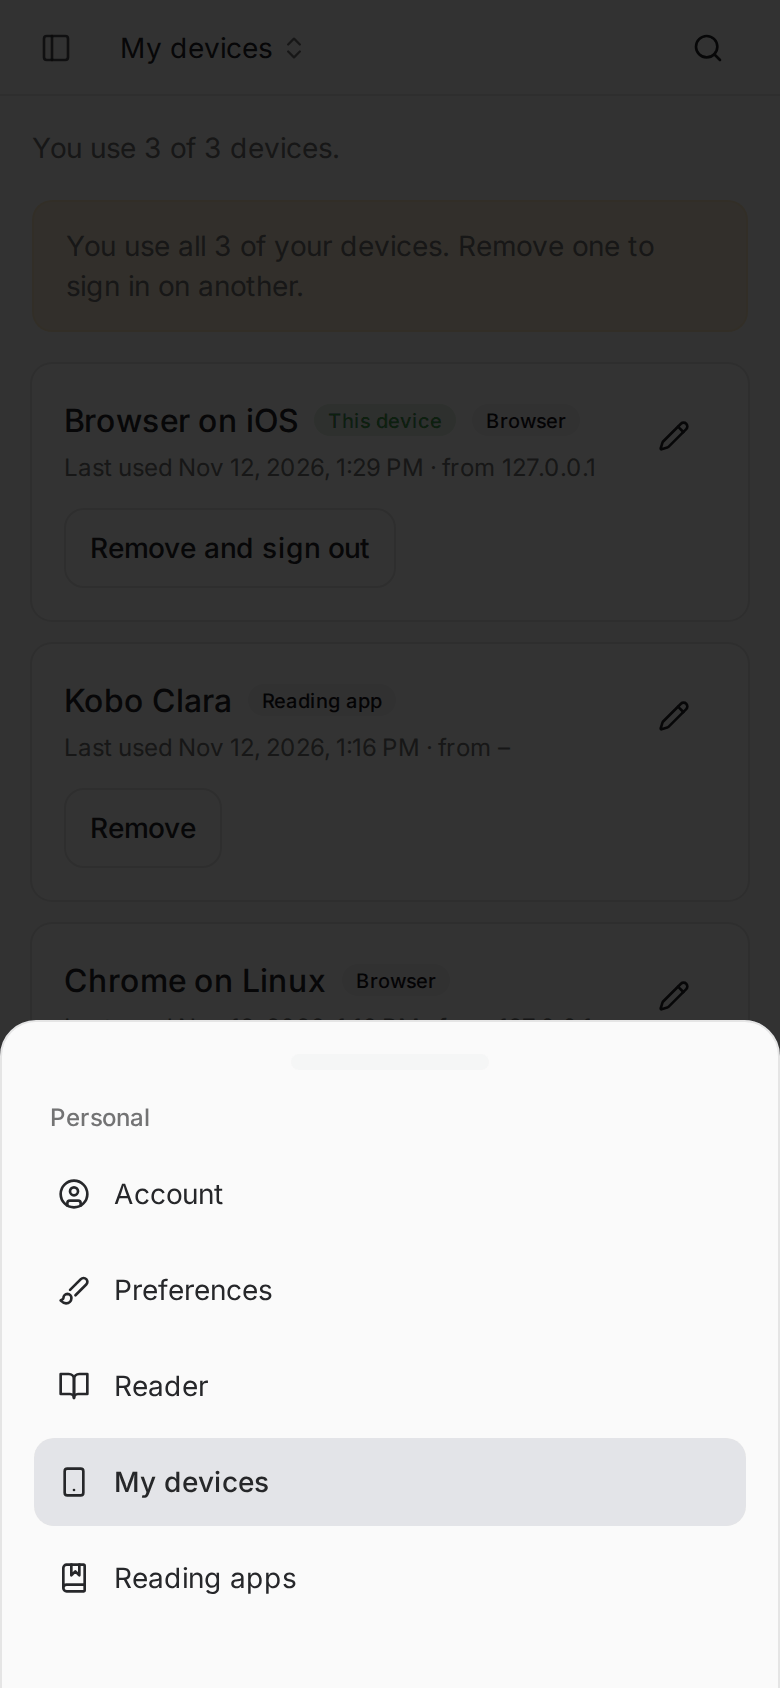 My devices
You use 3 of 3 devices.
You use all 3 of your devices. Remove one to
sign in on another.
Browser on iOS This device Browser
Last used Nov 12, 2026, 1:29 PM · from 127.0.0.1
Remove and sign out
Kobo Clara Reading app
Last used Nov 12, 2026, 1:16 PM · from –
Remove
Chrome on Linux Browser
Personal
Account
Preferences
Reader
My devices
Reading apps